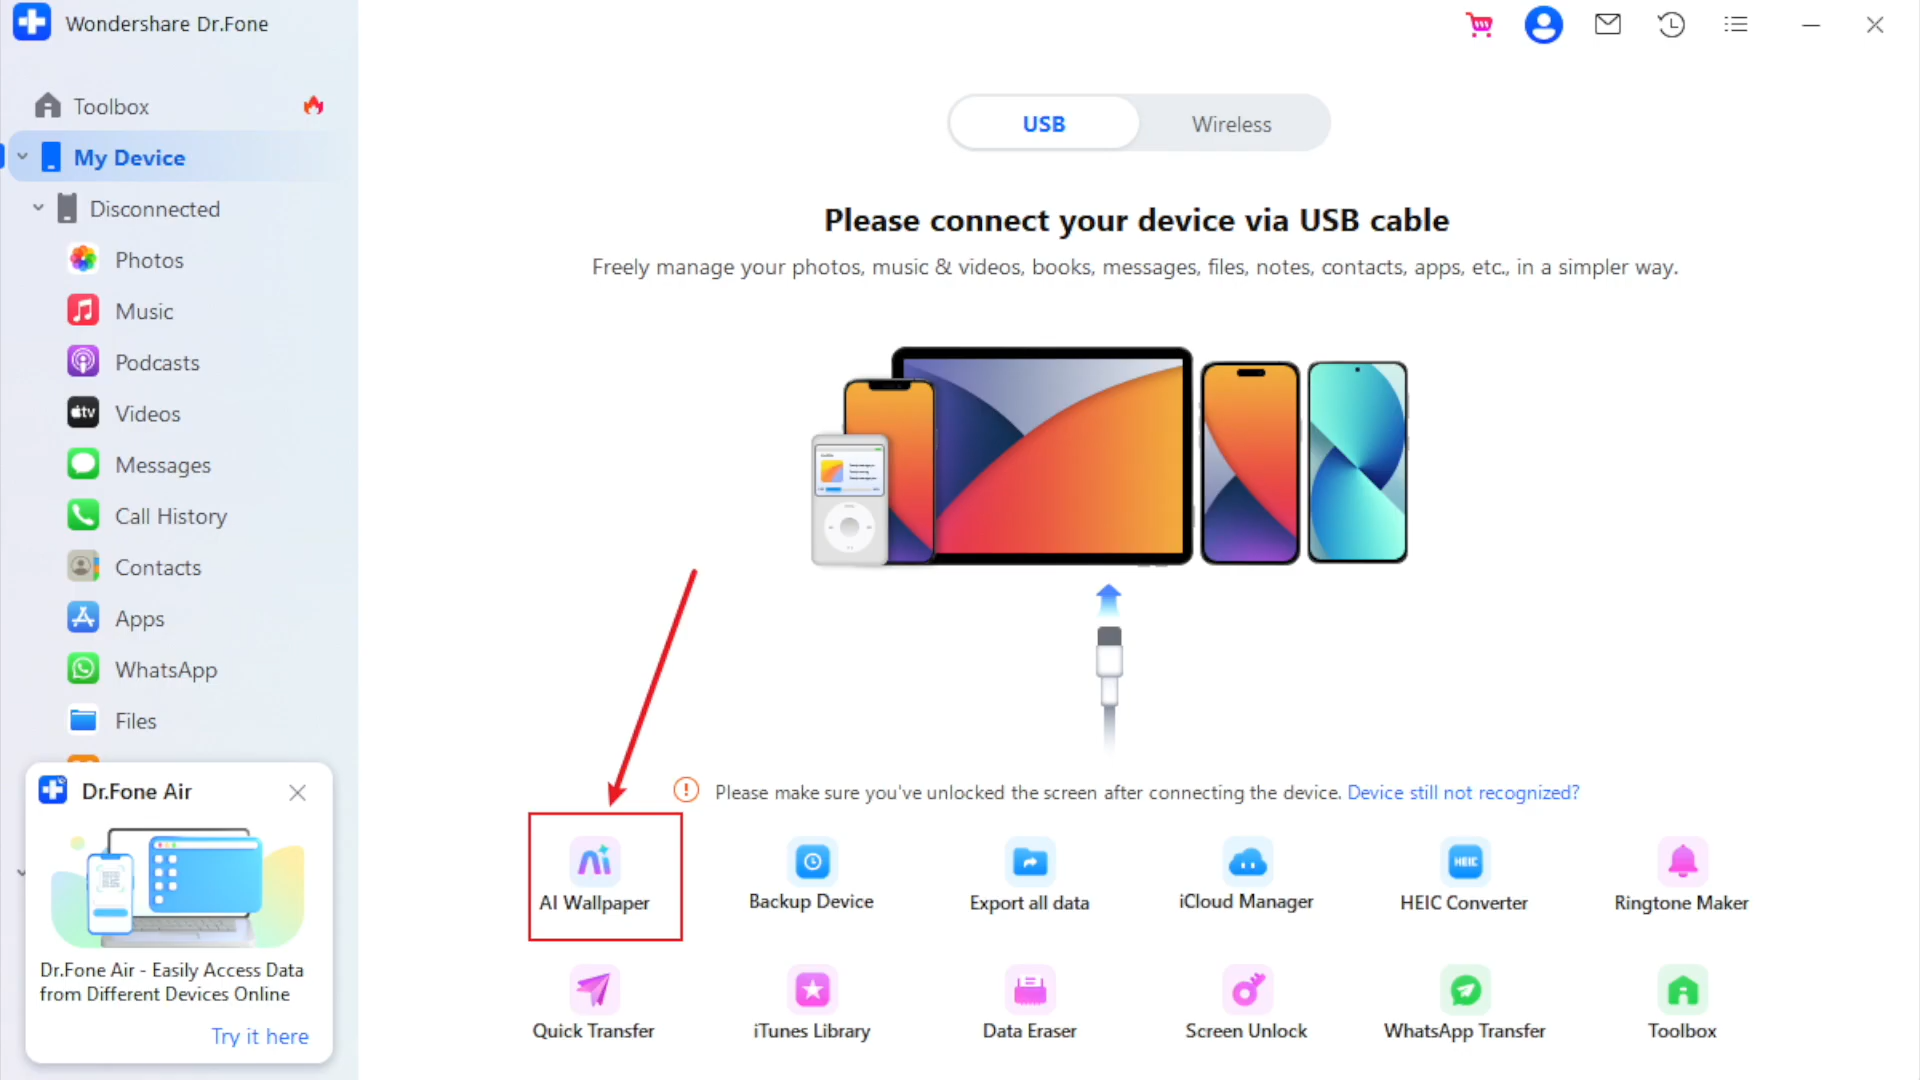 Wondershare Dr.Fone
Toolbox
My Device
Disconnected
Photos
Music
Podcasts
tv
Videos
Messages
Call History
Contacts
Apps
WhatsApp
Files
Dr.Fone Air
Dr.Fone Air - Easily Access Data
from Different Devices Online
Try it here
USB
Wireless
Please connect your device via USB cable
Freely manage your photos, music & videos, books, messages, files, notes, contacts, apps, etc., in a simpler way.
Please make sure you've unlocked the screen after connecting the device. Device still not recognized?
AI Wallpaper
Backup Device
Export all data
iCloud Manager
HEIC
HEIC Converter
Ringtone Maker
Quick Transfer
iTunes Library
Data Eraser
Screen Unlock
WhatsApp Transfer
Toolbox